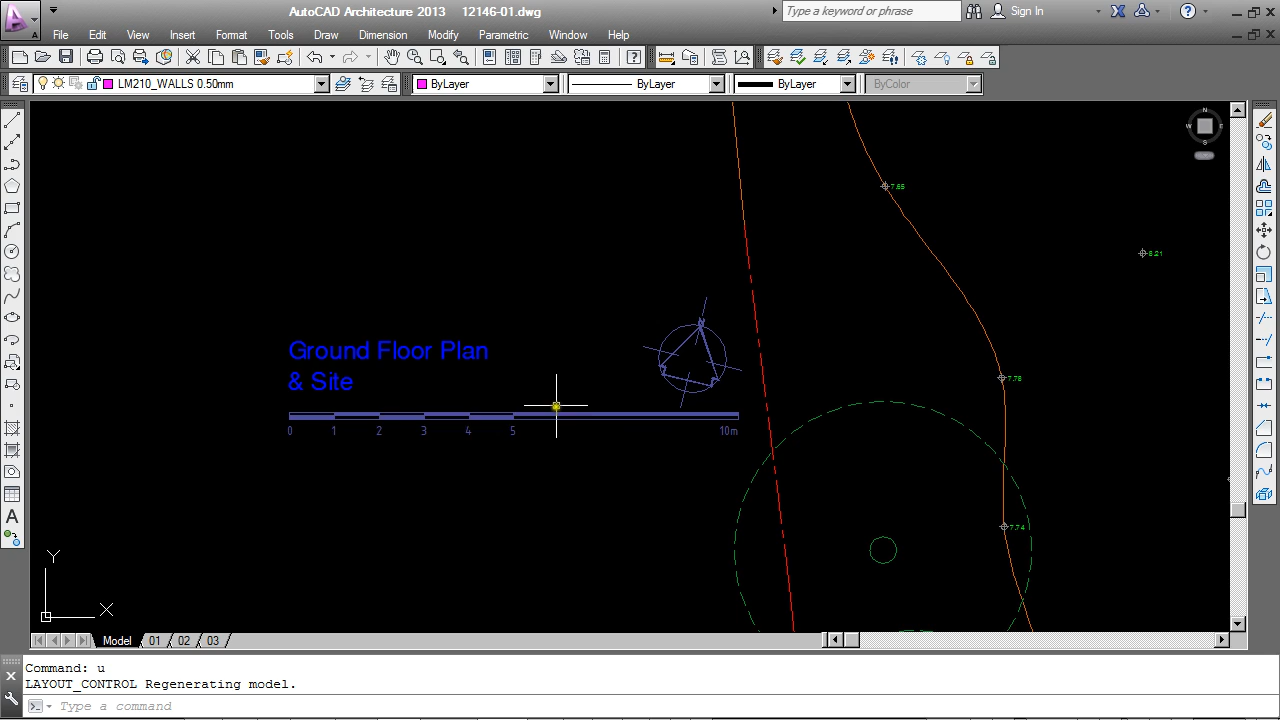 AutoCAD Architecture 2013 12146-01.dwg
Type a keyword or phrase
Sign In
File Edit View Insert Format Tools Draw Dimension Modify Parametric Window Help
LM210_WALLS 0.50mm
ByLayer
ByLayer
ByLayer
ByColor
N
W E
S
7.65
8.21
N
Ground Floor Plan
& Site
7.78
0 1 2 3 4 5 10m
7.74
Y
X
Model 01 02 03
Command: u
LAYOUT_CONTROL Regenerating model.
Type a command